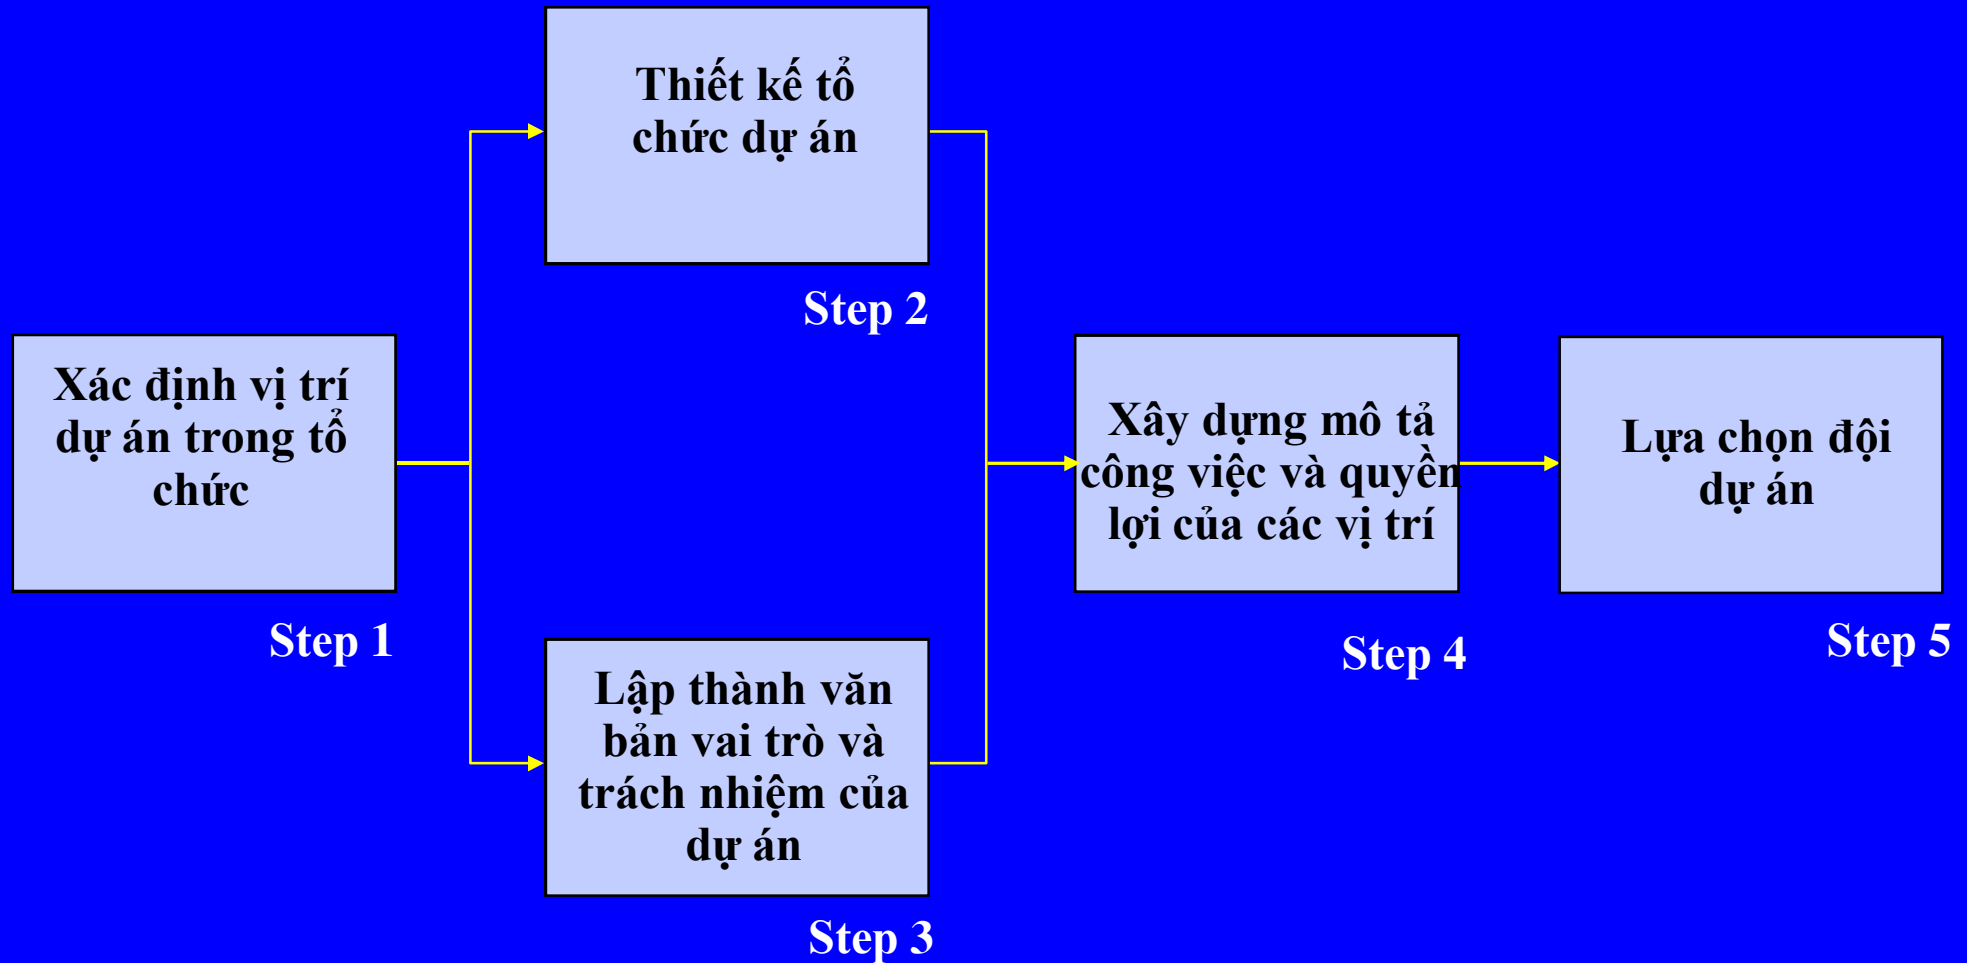 Xác định vị trí
dự án trong tổ
chức
Step 1
Thiết kế tổ
chức dự án
Step 2
Lập thành văn
bản vai trò và
trách nhiệm của
dự án
Step 3
Xây dựng mô tả
công việc và quyền
lợi của các vị trí
Step 4
Lựa chọn đội
dự án
Step 5